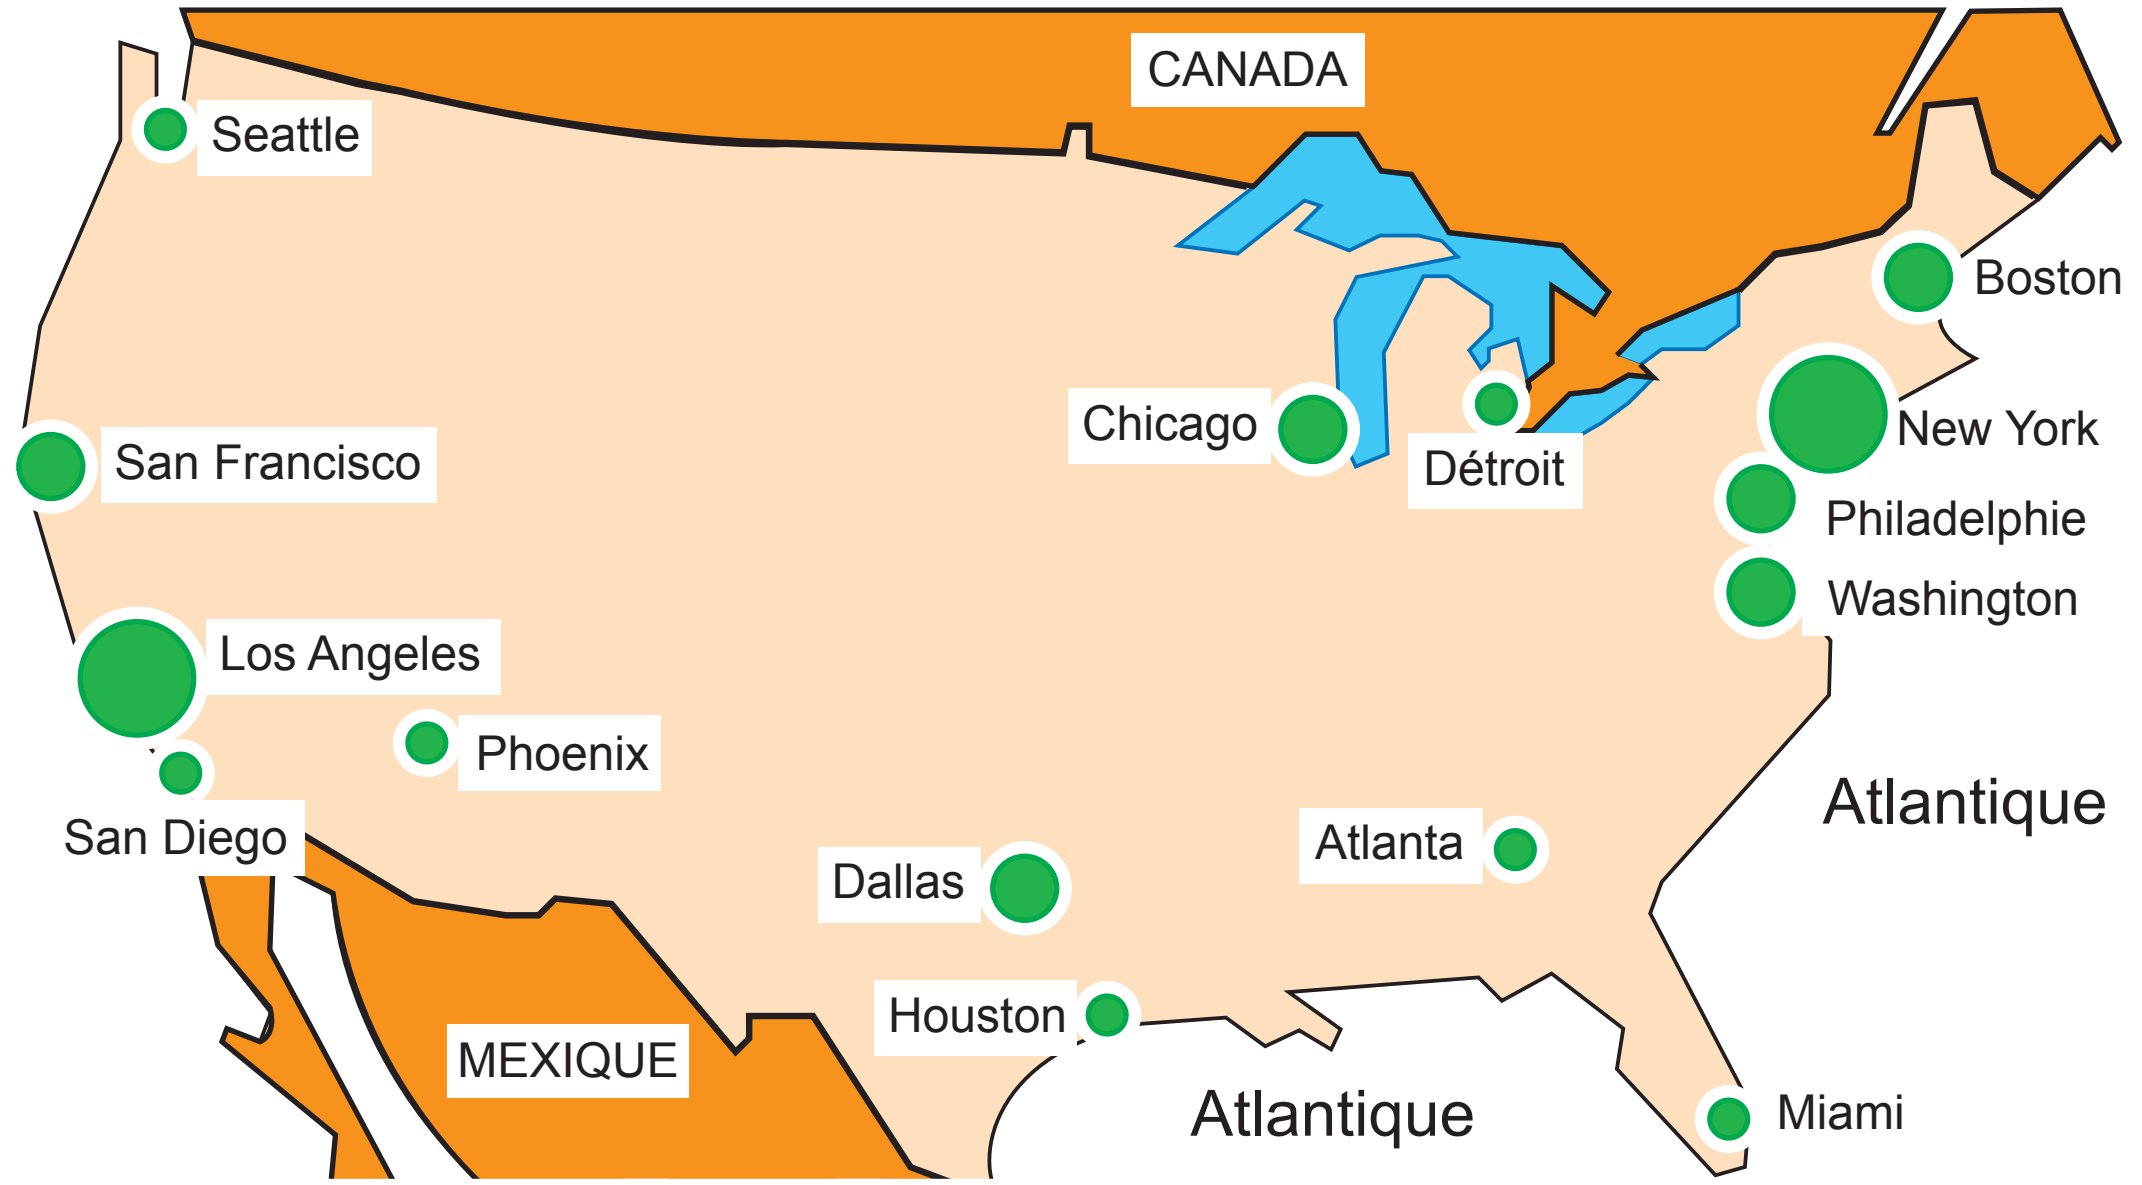 CANADA
Seattle
Boston
Chicago
New York
San Francisco
Détroit
Philadelphie
Washington
Los Angeles
Phoenix
Atlantique
San Diego
Atlanta
Dallas
Houston
MEXIQUE
Atlantique
Miami